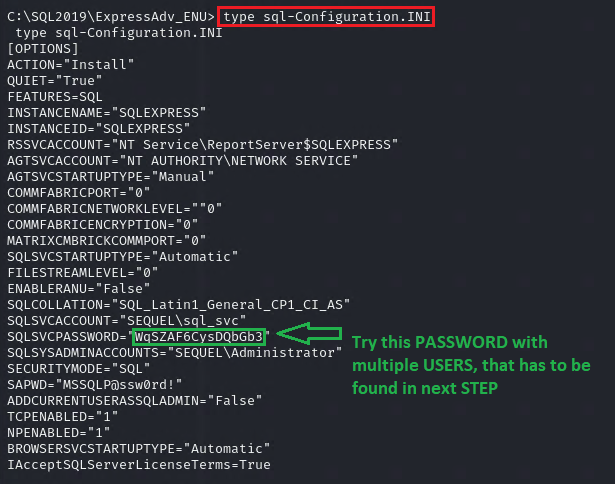 C:\SQL2019\ExpressAdv_ENU> type sql-Configuration.INI
type sql-Configuration.INI
[OPTIONS]
ACTION="Install"
QUIET="True"
FEATURES=SQL
INSTANCENAME="SQLEXPRESS"
INSTANCEID="SQLEXPRESS"
RSSVCACCOUNT="NT Service\ReportServer$SQLEXPRESS"
AGTSVCACCOUNT="NT AUTHORITY\NETWORK SERVICE"
AGTSVCSTARTUPTYPE="Manual"
COMMFABRICPORT="0"
COMMFABRICNETWORKLEVEL=""0"
COMMFABRICENCRYPTION="0"
MATRIXCMBRICKCOMMPORT="0"
SQLSVCSTARTUPTYPE="Automatic"
FILESTREAMLEVEL="0"
ENABLERANU="False"
SQLCOLLATION="SQL_Latin1_General_CP1_CI_AS"
SQLSVCACCOUNT="SEQUEL\sql_svc"
SQLSVCPASSWORD="WqSZAF6CysDQbGb3"
SQLSYSADMINACCOUNTS="SEQUEL\Administrator"
SECURITYMODE="SQL"
SAPWD="MSSQLP@ssw0rd!"
ADDCURRENTUSERASSQLADMIN="False"
TCPENABLED="1"
NPENABLED="1"
BROWSERSVCSTARTUPTYPE="Automatic"
IAcceptSQLServerLicenseTerms=True
Try this PASSWORD with
multiple USERS, that has to be
found in next STEP